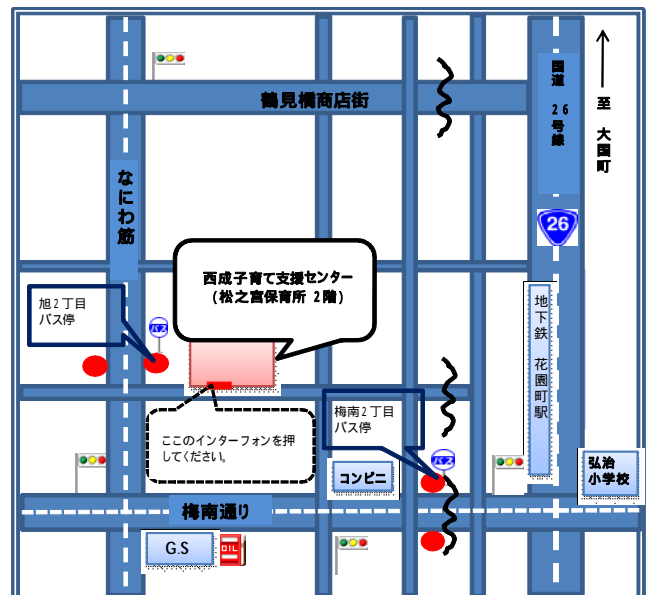 鶴見橋商店街
国道 26号線
至 大国町
なにわ筋
26
西成子育て支援センター
(松之宮保育所 2階)
旭2丁目
バス停
バス
地下鉄 花園町駅
ここのインターフォンを押
してください。
梅南2丁目
バス停
バス
コンビニ
弘治
小学校
梅南通り
G.S
OIL